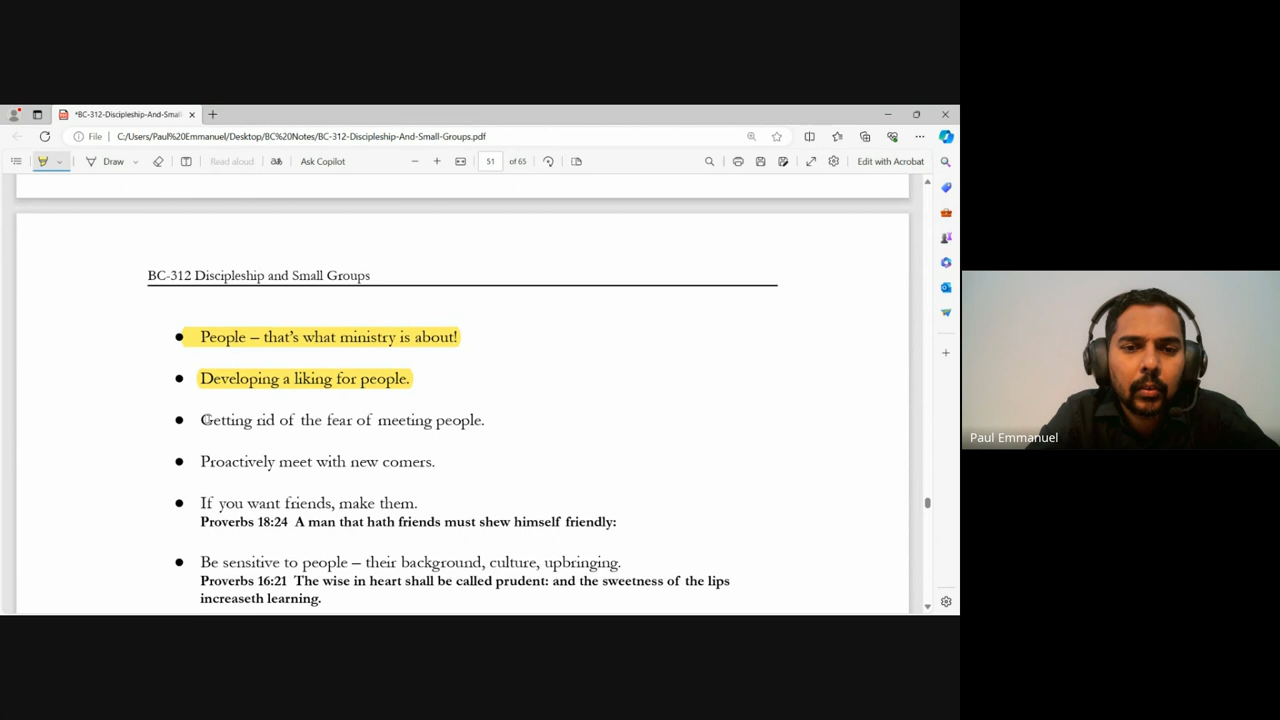 *BC-312-Discipleship-And-Small
File
C:/Users/Paul%20Emmanuel/Desktop/BC%20Notes/BC-312-Discipleship-And-Small-Groups.pdf
Draw
Read aloud
Ask Copilot
51
of 65
Edit with Acrobat
BC-312 Discipleship and Small Groups
● People – that's what ministry is about!
● Developing a liking for people.
● Getting rid of the fear of meeting people.
● Proactively meet with new comers.
● If you want friends, make them.
Proverbs 18:24 A man that hath friends must shew himself friendly:
● Be sensitive to people – their background, culture, upbringing.
Proverbs 16:21 The wise in heart shall be called prudent: and the sweetness of the lips
increaseth learning.
Paul Emmanuel